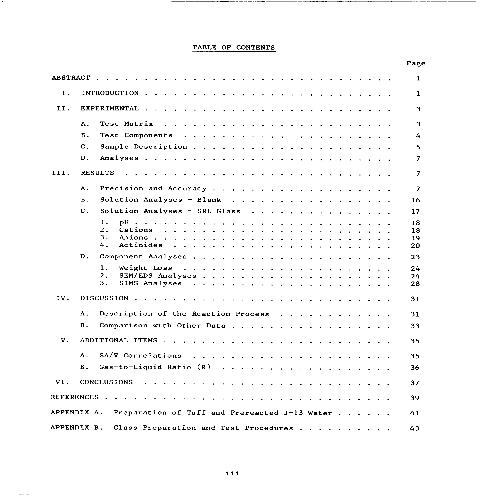 TABLE OF CONTENTS
Page
ABSTRACT . . . . . . . . . . . . . . . . . . . . . . . . . . . . . . 1
I. INTRODUCTION . . . . . . . . . . . . . . . . . . . . . . . . . . 1
II. EXPERIMENTAL . . . . . . . . . . . . . . . . . . . . . . . . . . 3
A. Test Matrix . . . . . . . . . . . . . . . . . . . . . . . . 3
B. Test Components . . . . . . . . . . . . . . . . . . . . . . 4
C. Sample Description . . . . . . . . . . . . . . . . . . . . . 5
D. Analyses . . . . . . . . . . . . . . . . . . . . . . . . . . 7
III. RESULTS . . . . . . . . . . . . . . . . . . . . . . . . . . . . 7
A. Precision and Accuracy . . . . . . . . . . . . . . . . . . . 7
B. Solution Analyses - Blank . . . . . . . . . . . . . . . . . 16
C. Solution Analyses - SRL Glass . . . . . . . . . . . . . . . 17
1. pH . . . . . . . . . . . . . . . . . . . . . . . . . . . 18
2. Cations . . . . . . . . . . . . . . . . . . . . . . . . 18
3. Anions . . . . . . . . . . . . . . . . . . . . . . . . . 19
4. Actinides . . . . . . . . . . . . . . . . . . . . . . . 20
D. Component Analyses . . . . . . . . . . . . . . . . . . . . . 23
1. Weight Loss . . . . . . . . . . . . . . . . . . . . . . 24
2. SEM/EDS Analyses . . . . . . . . . . . . . . . . . . . . 24
3. SIMS Analyses . . . . . . . . . . . . . . . . . . . . . 28
IV. DISCUSSION . . . . . . . . . . . . . . . . . . . . . . . . . . . 31
A. Description of the Reaction Process . . . . . . . . . . . . 31
B. Comparison with Other Data . . . . . . . . . . . . . . . . . 33
V. ADDITIONAL ITEMS . . . . . . . . . . . . . . . . . . . . . . . . 35
A. SA/V Correlations . . . . . . . . . . . . . . . . . . . . . 35
B. Gas-to-Liquid Ratio (R) . . . . . . . . . . . . . . . . . . 36
VI. CONCLUSIONS . . . . . . . . . . . . . . . . . . . . . . . . . . 37
REFERENCES . . . . . . . . . . . . . . . . . . . . . . . . . . . . . 39
APPENDIX A. Preparation of Tuff and Prereacted J-13 Water . . . . . . 41
APPENDIX B. Glass Preparation and Test Procedures . . . . . . . . . .
iii